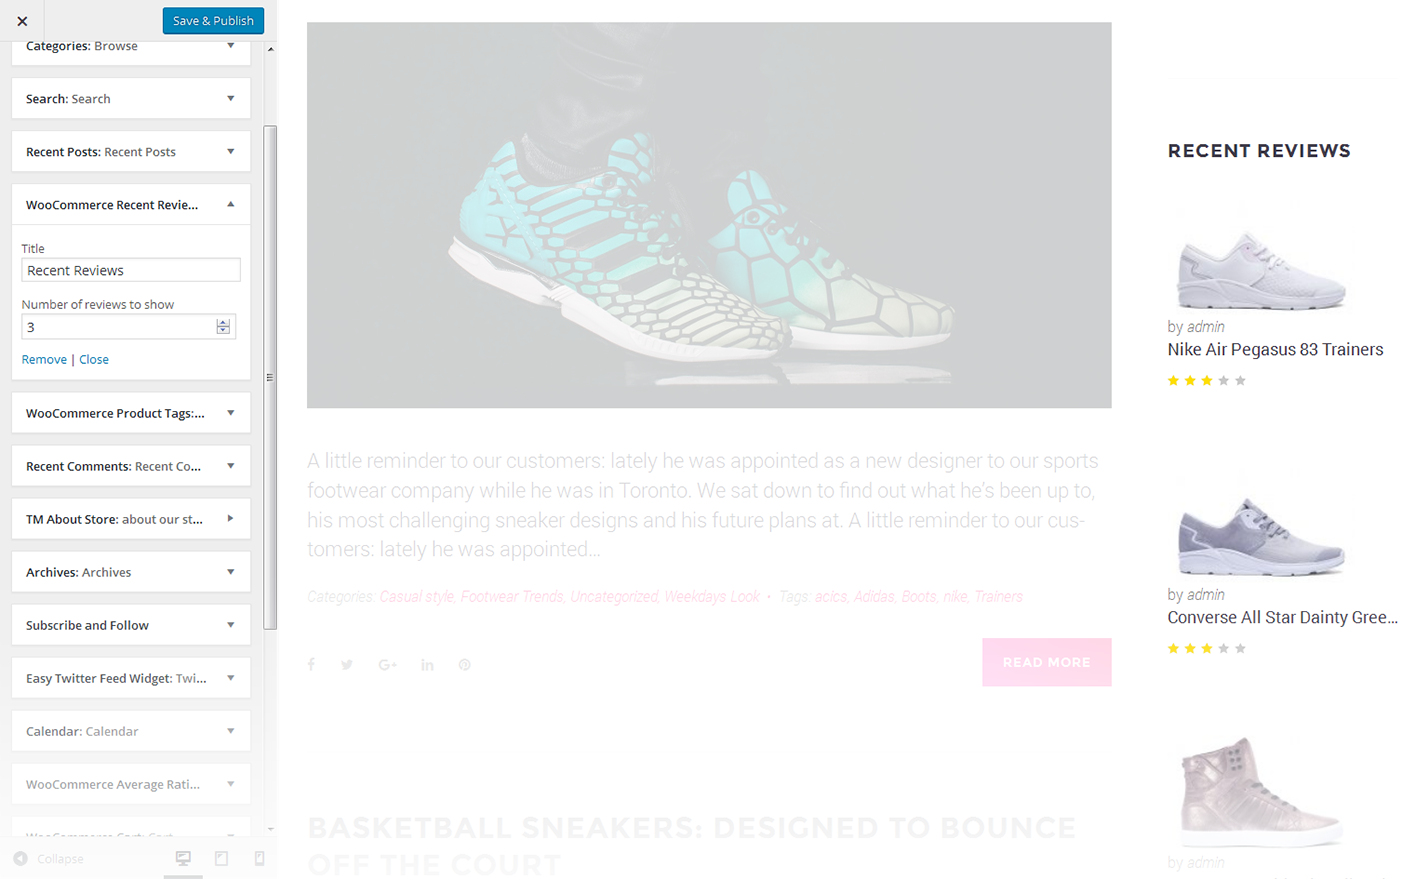 Save & Publish
Categories: Browse
Search: Search
Recent Posts: Recent Posts
WooCommerce Recent Revie...
Title
Recent Reviews
Number of reviews to show
3
Remove | Close
WooCommerce Product Tags:...
Recent Comments: Recent Co...
TM About Store: about our st...
Archives: Archives
Subscribe and Follow
Easy Twitter Feed Widget: Twi...
Calendar: Calendar
WooCommerce Average Rati...
WooCommerce Cart: Cart
Collapse
A little reminder to our customers: lately he was appointed as a new designer to our sports
footwear company while he was in Toronto. We sat down to find out what he’s been up to,
his most challenging sneaker designs and his future plans at. A little reminder to our cus-
tomers: lately he was appointed...
Categories: Casual style, Footwear Trends, Uncategorized, Weekdays Look • Tags: acics, Adidas, Boots, nike, Trainers
READ MORE
BASKETBALL SNEAKERS: DESIGNED TO BOUNCE
OFF THE COURT
RECENT REVIEWS
by admin
Nike Air Pegasus 83 Trainers
by admin
Converse All Star Dainty Gree...
by admin